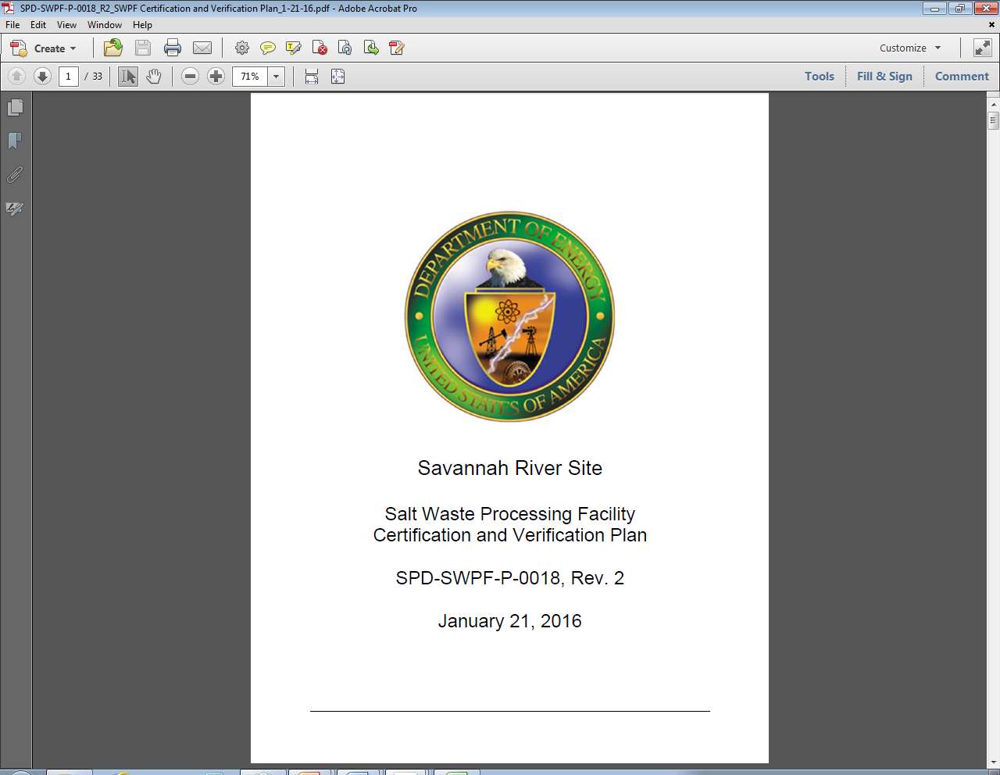 SPD-SWPF-P-0018_R2_SWPF Certification and Verification Plan_1-21-16.pdf - Adobe Acrobat Pro
File Edit View Window Help
Create Customize
1 / 33 71% Tools Fill & Sign Comment
DEPARTMENT OF ENERGY
UNITED STATES OF AMERICA
Savannah River Site
Salt Waste Processing Facility
Certification and Verification Plan
SPD-SWPF-P-0018, Rev. 2
January 21, 2016